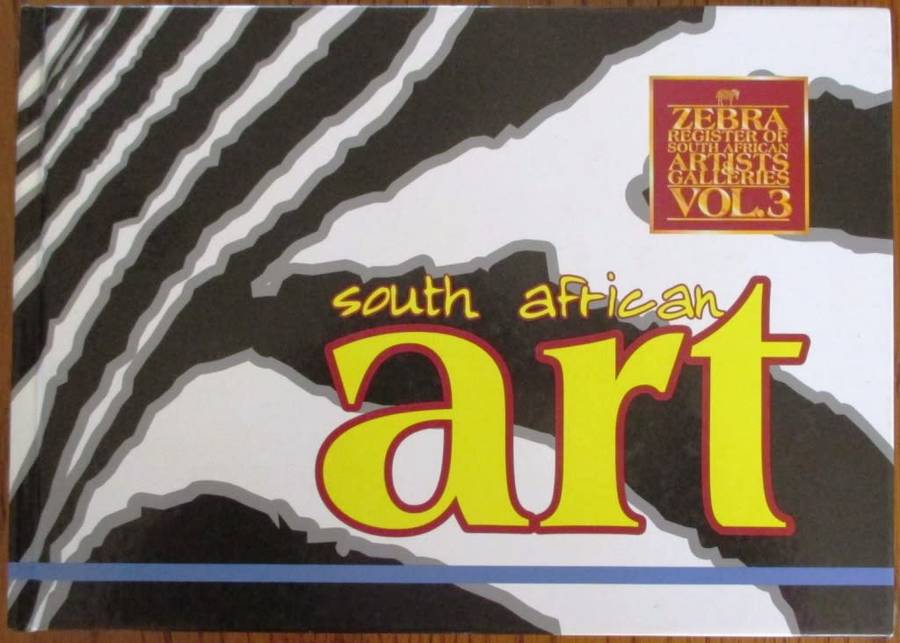 ZEBRA
REGISTER OF
SOUTH AFRICAN
ARTISTS
&
GALLERIES
VOL.3
south african
art